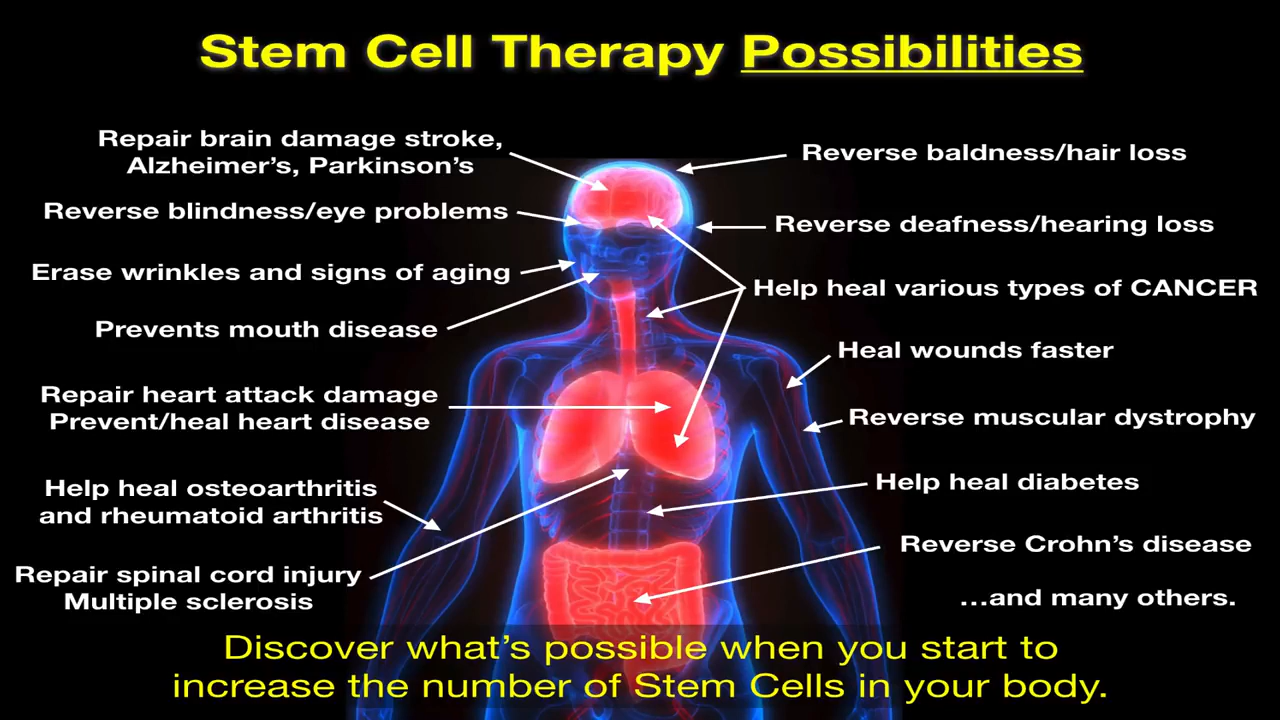 Stem Cell Therapy Possibilities
Repair brain damage stroke,
Alzheimer’s, Parkinson’s
Reverse blindness/eye problems
Erase wrinkles and signs of aging
Prevents mouth disease
Repair heart attack damage
Prevent/heal heart disease
Help heal osteoarthritis
and rheumatoid arthritis
Repair spinal cord injury
Multiple sclerosis
Reverse baldness/hair loss
Reverse deafness/hearing loss
Help heal various types of CANCER
Heal wounds faster
Reverse muscular dystrophy
Help heal diabetes
Reverse Crohn’s disease
...and many others.
Discover what’s possible when you start to
increase the number of Stem Cells in your body.